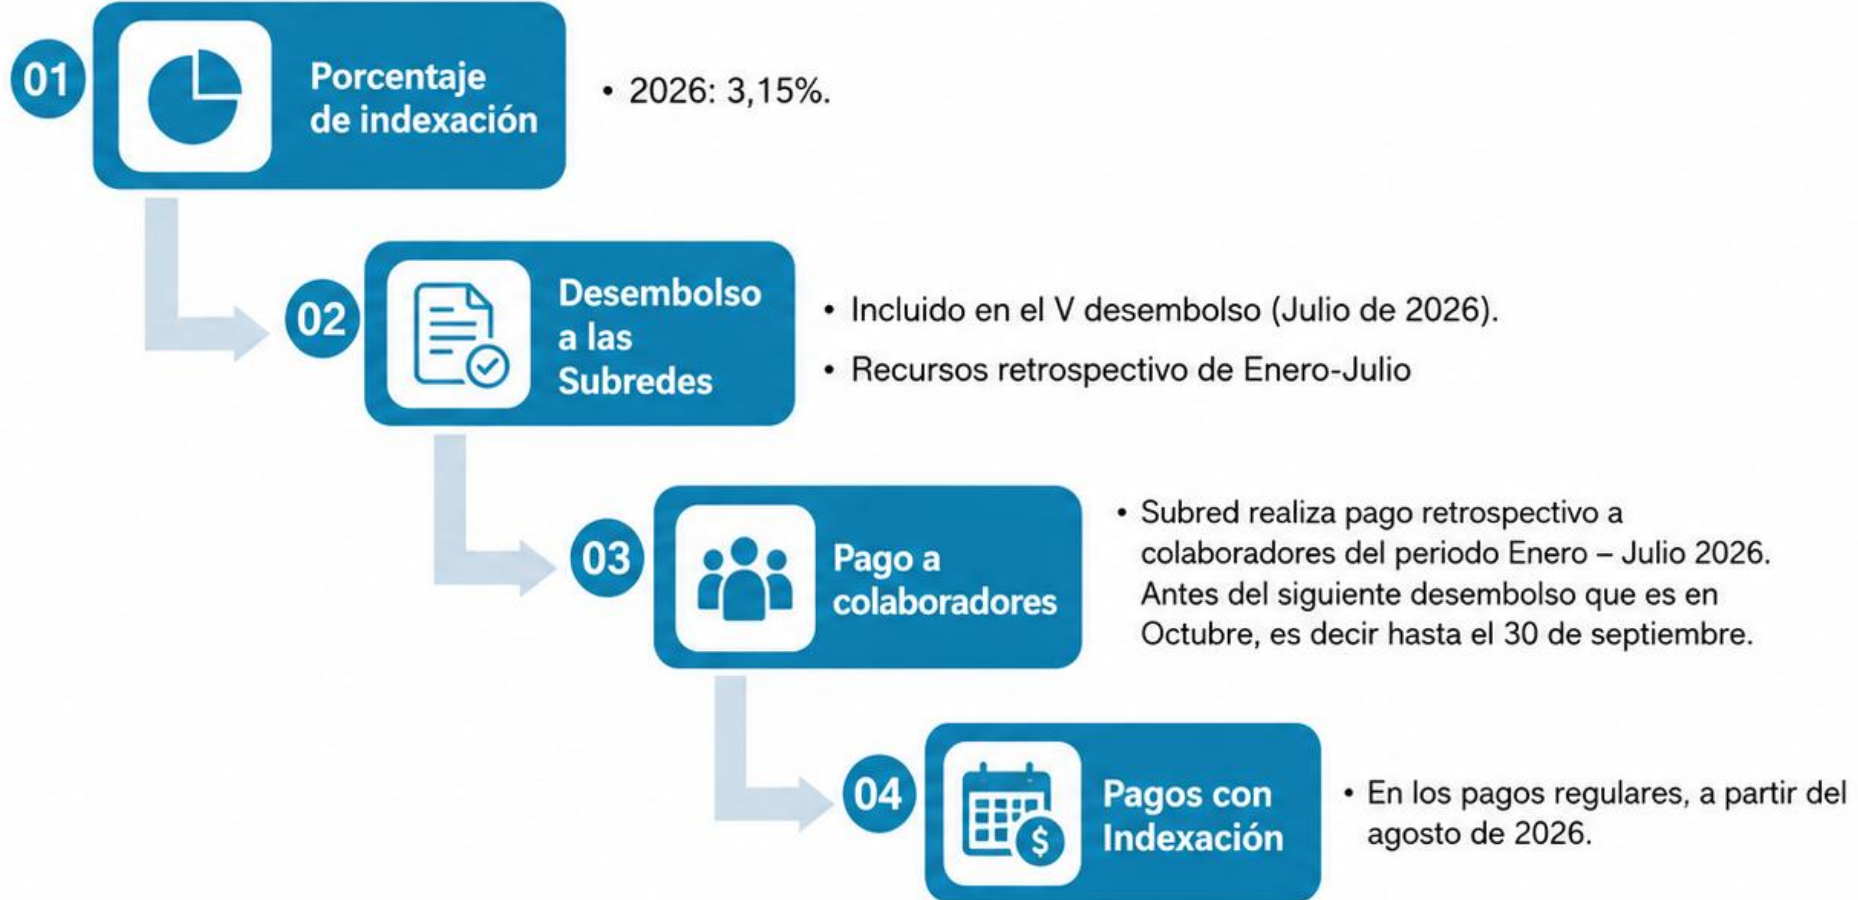 01
Porcentaje
de indexación
• 2026: 3,15%.
02
Desembolso
a las
Subredes
• Incluido en el V desembolso (Julio de 2026).
• Recursos retrospectivo de Enero-Julio
03
Pago a
colaboradores
• Subred realiza pago retrospectivo a
colaboradores del periodo Enero – Julio 2026.
Antes del siguiente desembolso que es en
Octubre, es decir hasta el 30 de septiembre.
04
$
Pagos con
Indexación
• En los pagos regulares, a partir del
agosto de 2026.